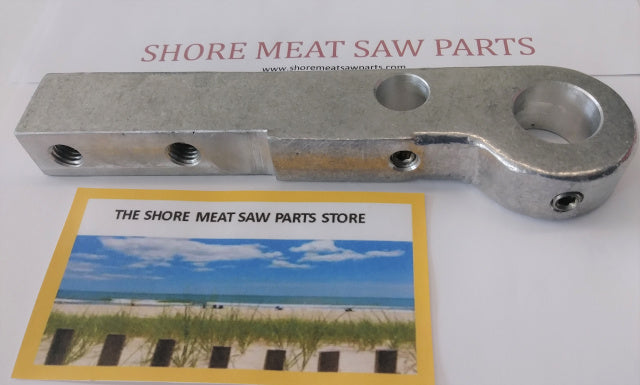 SHORE MEAT SAW PARTS
www.shoremeatsawparts.com
THE SHORE MEAT SAW PARTS STORE